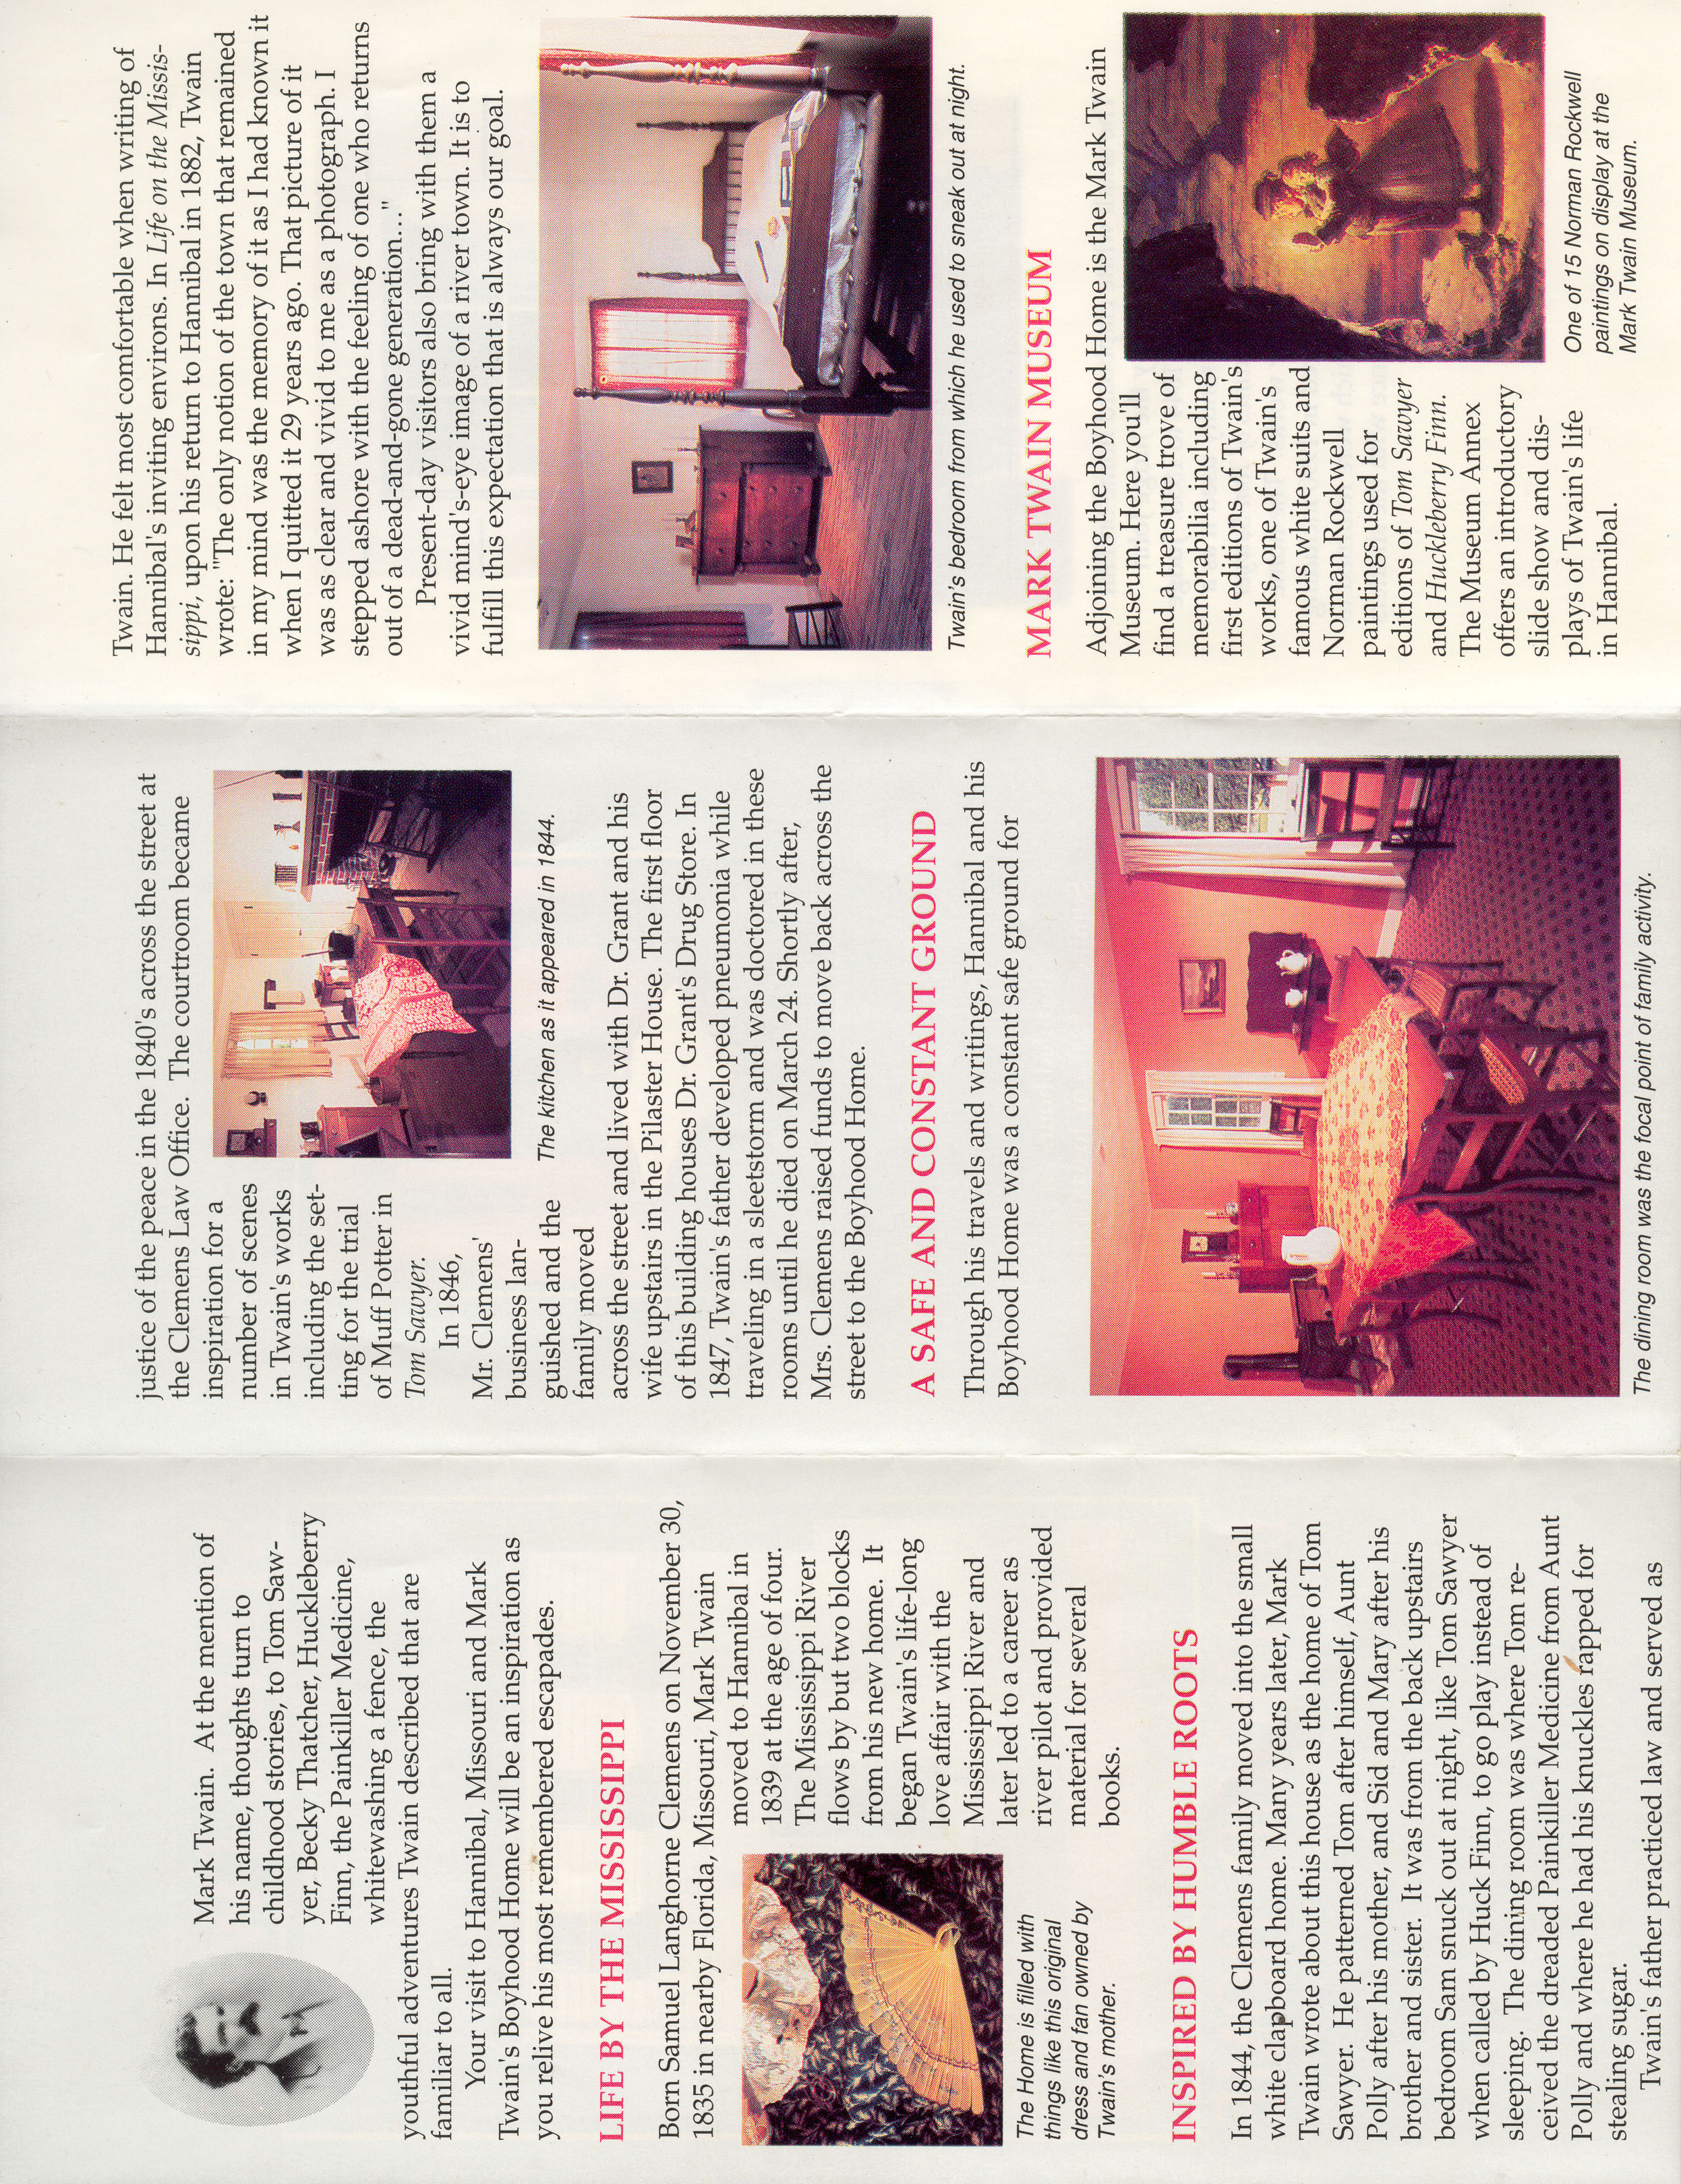 Mark Twain.  At the mention of
his name, thoughts turn to
childhood stories, to Tom Saw-
yer, Becky Thatcher, Huckleberry
Finn, the Painkiller Medicine,
whitewashing a fence, the
youthful adventures Twain described that are
familiar to all.
Your visit to Hannibal, Missouri and Mark
Twain's Boyhood Home will be an inspiration as
you relive his most remembered escapades.
LIFE BY THE MISSISSIPPI
Born Samuel Langhorne Clemens on November 30,
1835 in nearby Florida, Missouri, Mark Twain
moved to Hannibal in
1839 at the age of four.
The Mississippi River
flows by but two blocks
from his new home.  It
began Twain's life-long
love affair with the
Mississippi River and
later led to a career as
river pilot and provided
material for several
books.
The Home is filled with
things like this original
dress and fan owned by
Twain's mother.
INSPIRED BY HUMBLE ROOTS
In 1844, the Clemens family moved into the small
white clapboard home. Many years later, Mark
Twain wrote about this house as the home of Tom
Sawyer.  He patterned Tom after himself, Aunt
Polly after his mother, and Sid and Mary after his
brother and sister.  It was from the back upstairs
bedroom Sam snuck out at night, like Tom Sawyer
when called by Huck Finn, to go play instead of
sleeping.  The dining room was where Tom re-
ceived the dreaded Painkiller Medicine from Aunt
Polly and where he had his knuckles rapped for
stealing sugar.
Twain's father practiced law and served as
justice of the peace in the 1840's across the street at
the Clemens Law Office.  The courtroom became
inspiration for a
number of scenes
in Twain's works
including the set-
ting for the trial
of Muff Potter in
Tom Sawyer.
In 1846,
Mr. Clemens'
business lan-
guished and the
family moved
across the street and lived with Dr. Grant and his
wife upstairs in the Pilaster House. The first floor
of this building houses Dr. Grant's Drug Store. In
1847, Twain's father developed pneumonia while
traveling in a sleetstorm and was doctored in these
rooms until he died on March 24. Shortly after,
Mrs. Clemens raised funds to move back across the
street to the Boyhood Home.
The kitchen as it appeared in 1844.
A SAFE AND CONSTANT GROUND
Through his travels and writings, Hannibal and his
Boyhood Home was a constant safe ground for
The dining room was the focal point of family activity.
Twain. He felt most comfortable when writing of
Hannibal's inviting environs. In Life on the Missis-
sippi, upon his return to Hannibal in 1882, Twain
wrote: "The only notion of the town that remained
in my mind was the memory of it as I had known it
when I quitted it 29 years ago. That picture of it
was as clear and vivid to me as a photograph. I
stepped ashore with the feeling of one who returns
out of a dead-and-gone generation..."
Present-day visitors also bring with them a
vivid mind's-eye image of a river town. It is to
fulfill this expectation that is always our goal.
Twain's bedroom from which he used to sneak out at night.
MARK TWAIN MUSEUM
Adjoining the Boyhood Home is the Mark Twain
Museum. Here you'll
find a treasure trove of
memorabilia including
first editions of Twain's
works, one of Twain's
famous white suits and
Norman Rockwell
paintings used for
editions of Tom Sawyer
and Huckleberry Finn.
The Museum Annex
offers an introductory
slide show and dis-
plays of Twain's life
in Hannibal.
One of 15 Norman Rockwell
paintings on display at the
Mark Twain Museum.